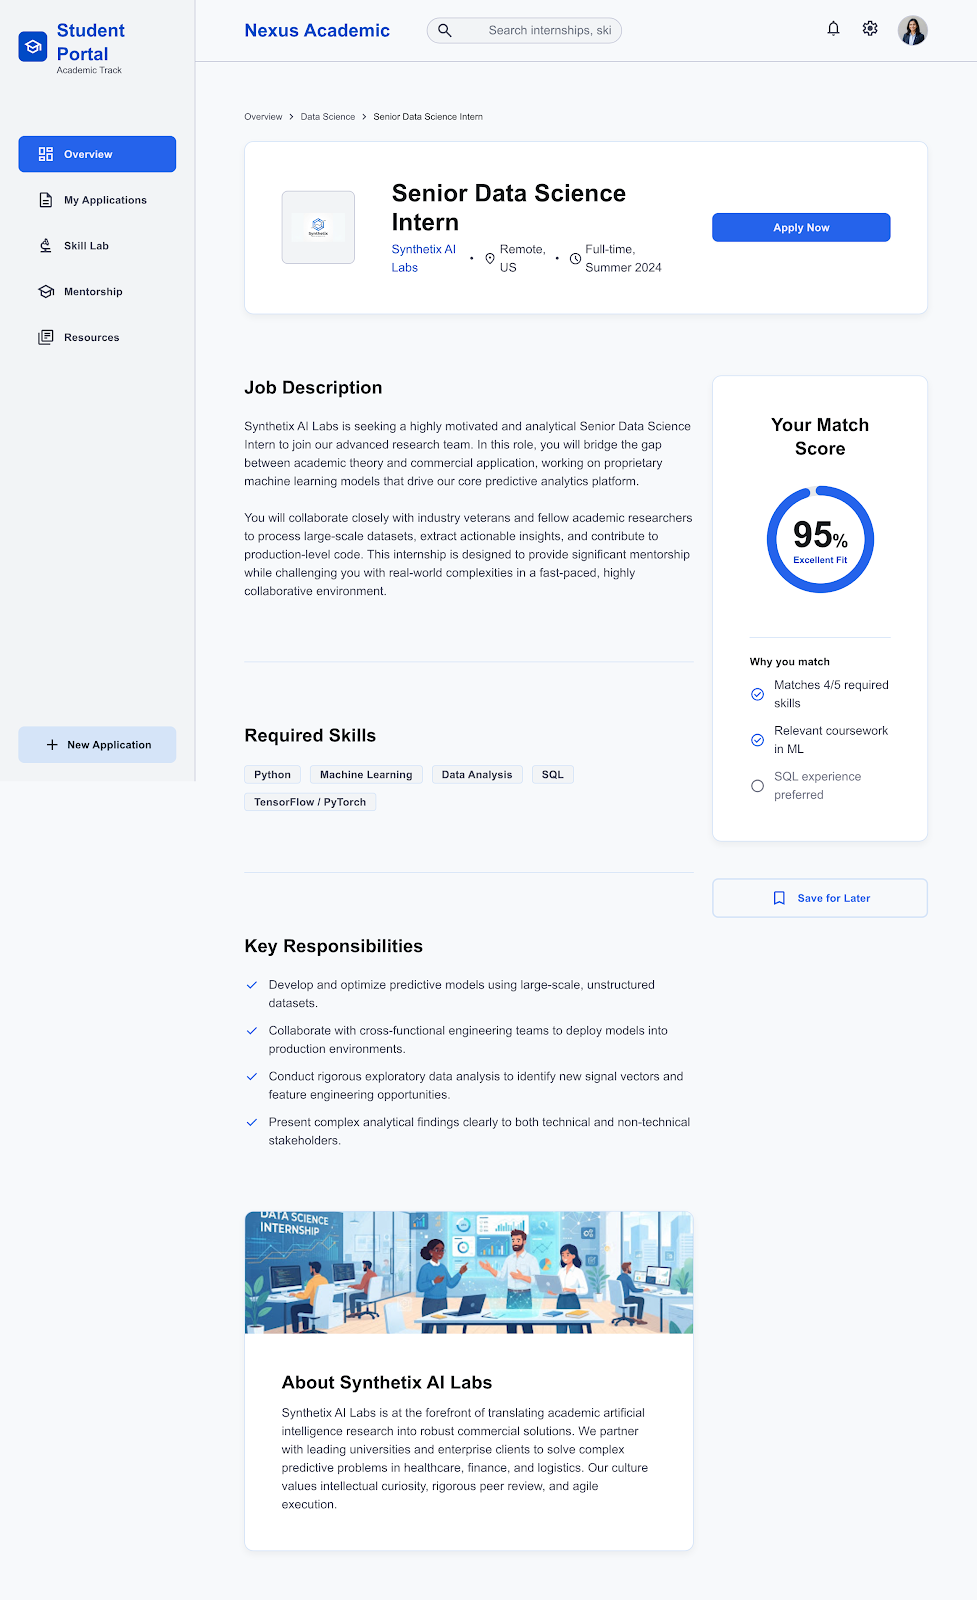 Student
Portal
Academic Track
Overview
My Applications
Skill Lab
Mentorship
Resources
New Application
Nexus Academic
Search internships, ski
Overview > Data Science > Senior Data Science Intern
Synthetix
Senior Data Science
Intern
Synthetix AI
Labs
•
Remote,
US
•
Full-time,
Summer 2024
Apply Now
Job Description
Synthetix AI Labs is seeking a highly motivated and analytical Senior Data Science
Intern to join our advanced research team. In this role, you will bridge the gap
between academic theory and commercial application, working on proprietary
machine learning models that drive our core predictive analytics platform.
You will collaborate closely with industry veterans and fellow academic researchers
to process large-scale datasets, extract actionable insights, and contribute to
production-level code. This internship is designed to provide significant mentorship
while challenging you with real-world complexities in a fast-paced, highly
collaborative environment.
Required Skills
Python
Machine Learning
Data Analysis
SQL
TensorFlow / PyTorch
Key Responsibilities
Develop and optimize predictive models using large-scale, unstructured
datasets.
Collaborate with cross-functional engineering teams to deploy models into
production environments.
Conduct rigorous exploratory data analysis to identify new signal vectors and
feature engineering opportunities.
Present complex analytical findings clearly to both technical and non-technical
stakeholders.
DATA SCIENCE
INTERNSHIP
About Synthetix AI Labs
Synthetix AI Labs is at the forefront of translating academic artificial
intelligence research into robust commercial solutions. We partner
with leading universities and enterprise clients to solve complex
predictive problems in healthcare, finance, and logistics. Our culture
values intellectual curiosity, rigorous peer review, and agile
execution.
Your Match
Score
95%
Excellent Fit
Why you match
Matches 4/5 required
skills
Relevant coursework
in ML
SQL experience
preferred
Save for Later